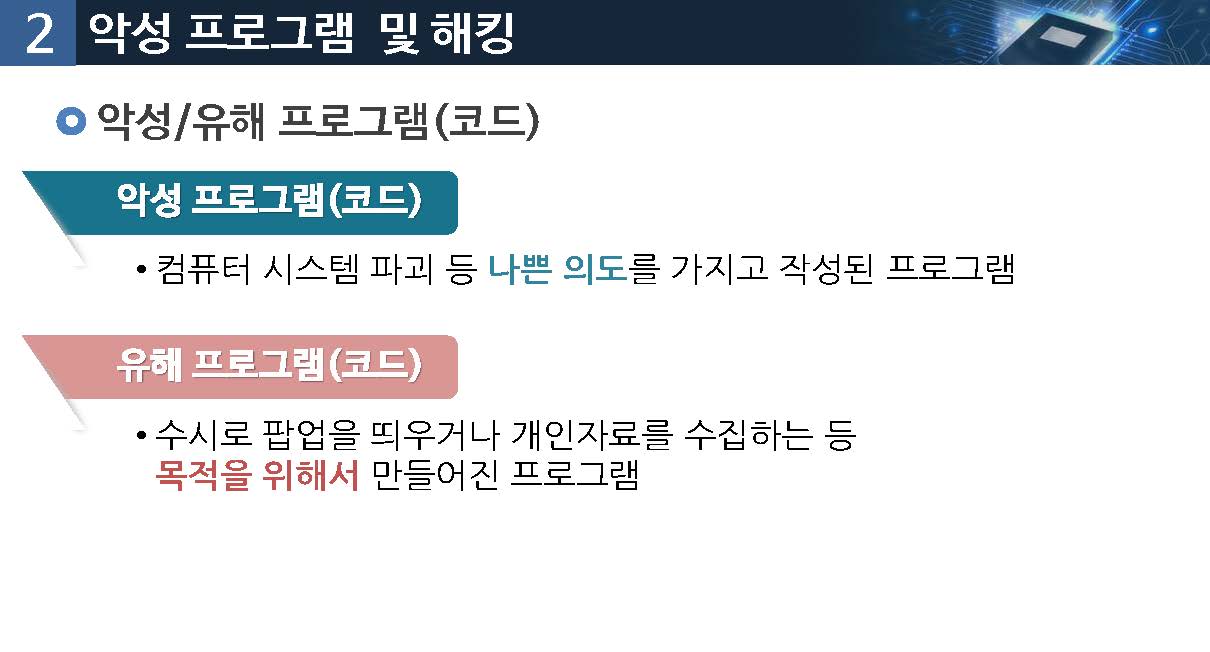 2 악성 프로그램 및 해킹
악성/유해 프로그램(코드)
악성 프로그램(코드)
• 컴퓨터 시스템 파괴 등 나쁜 의도를 가지고 작성된 프로그램
유해 프로그램(코드)
• 수시로 팝업을 띄우거나 개인자료를 수집하는 등
목적을 위해서 만들어진 프로그램